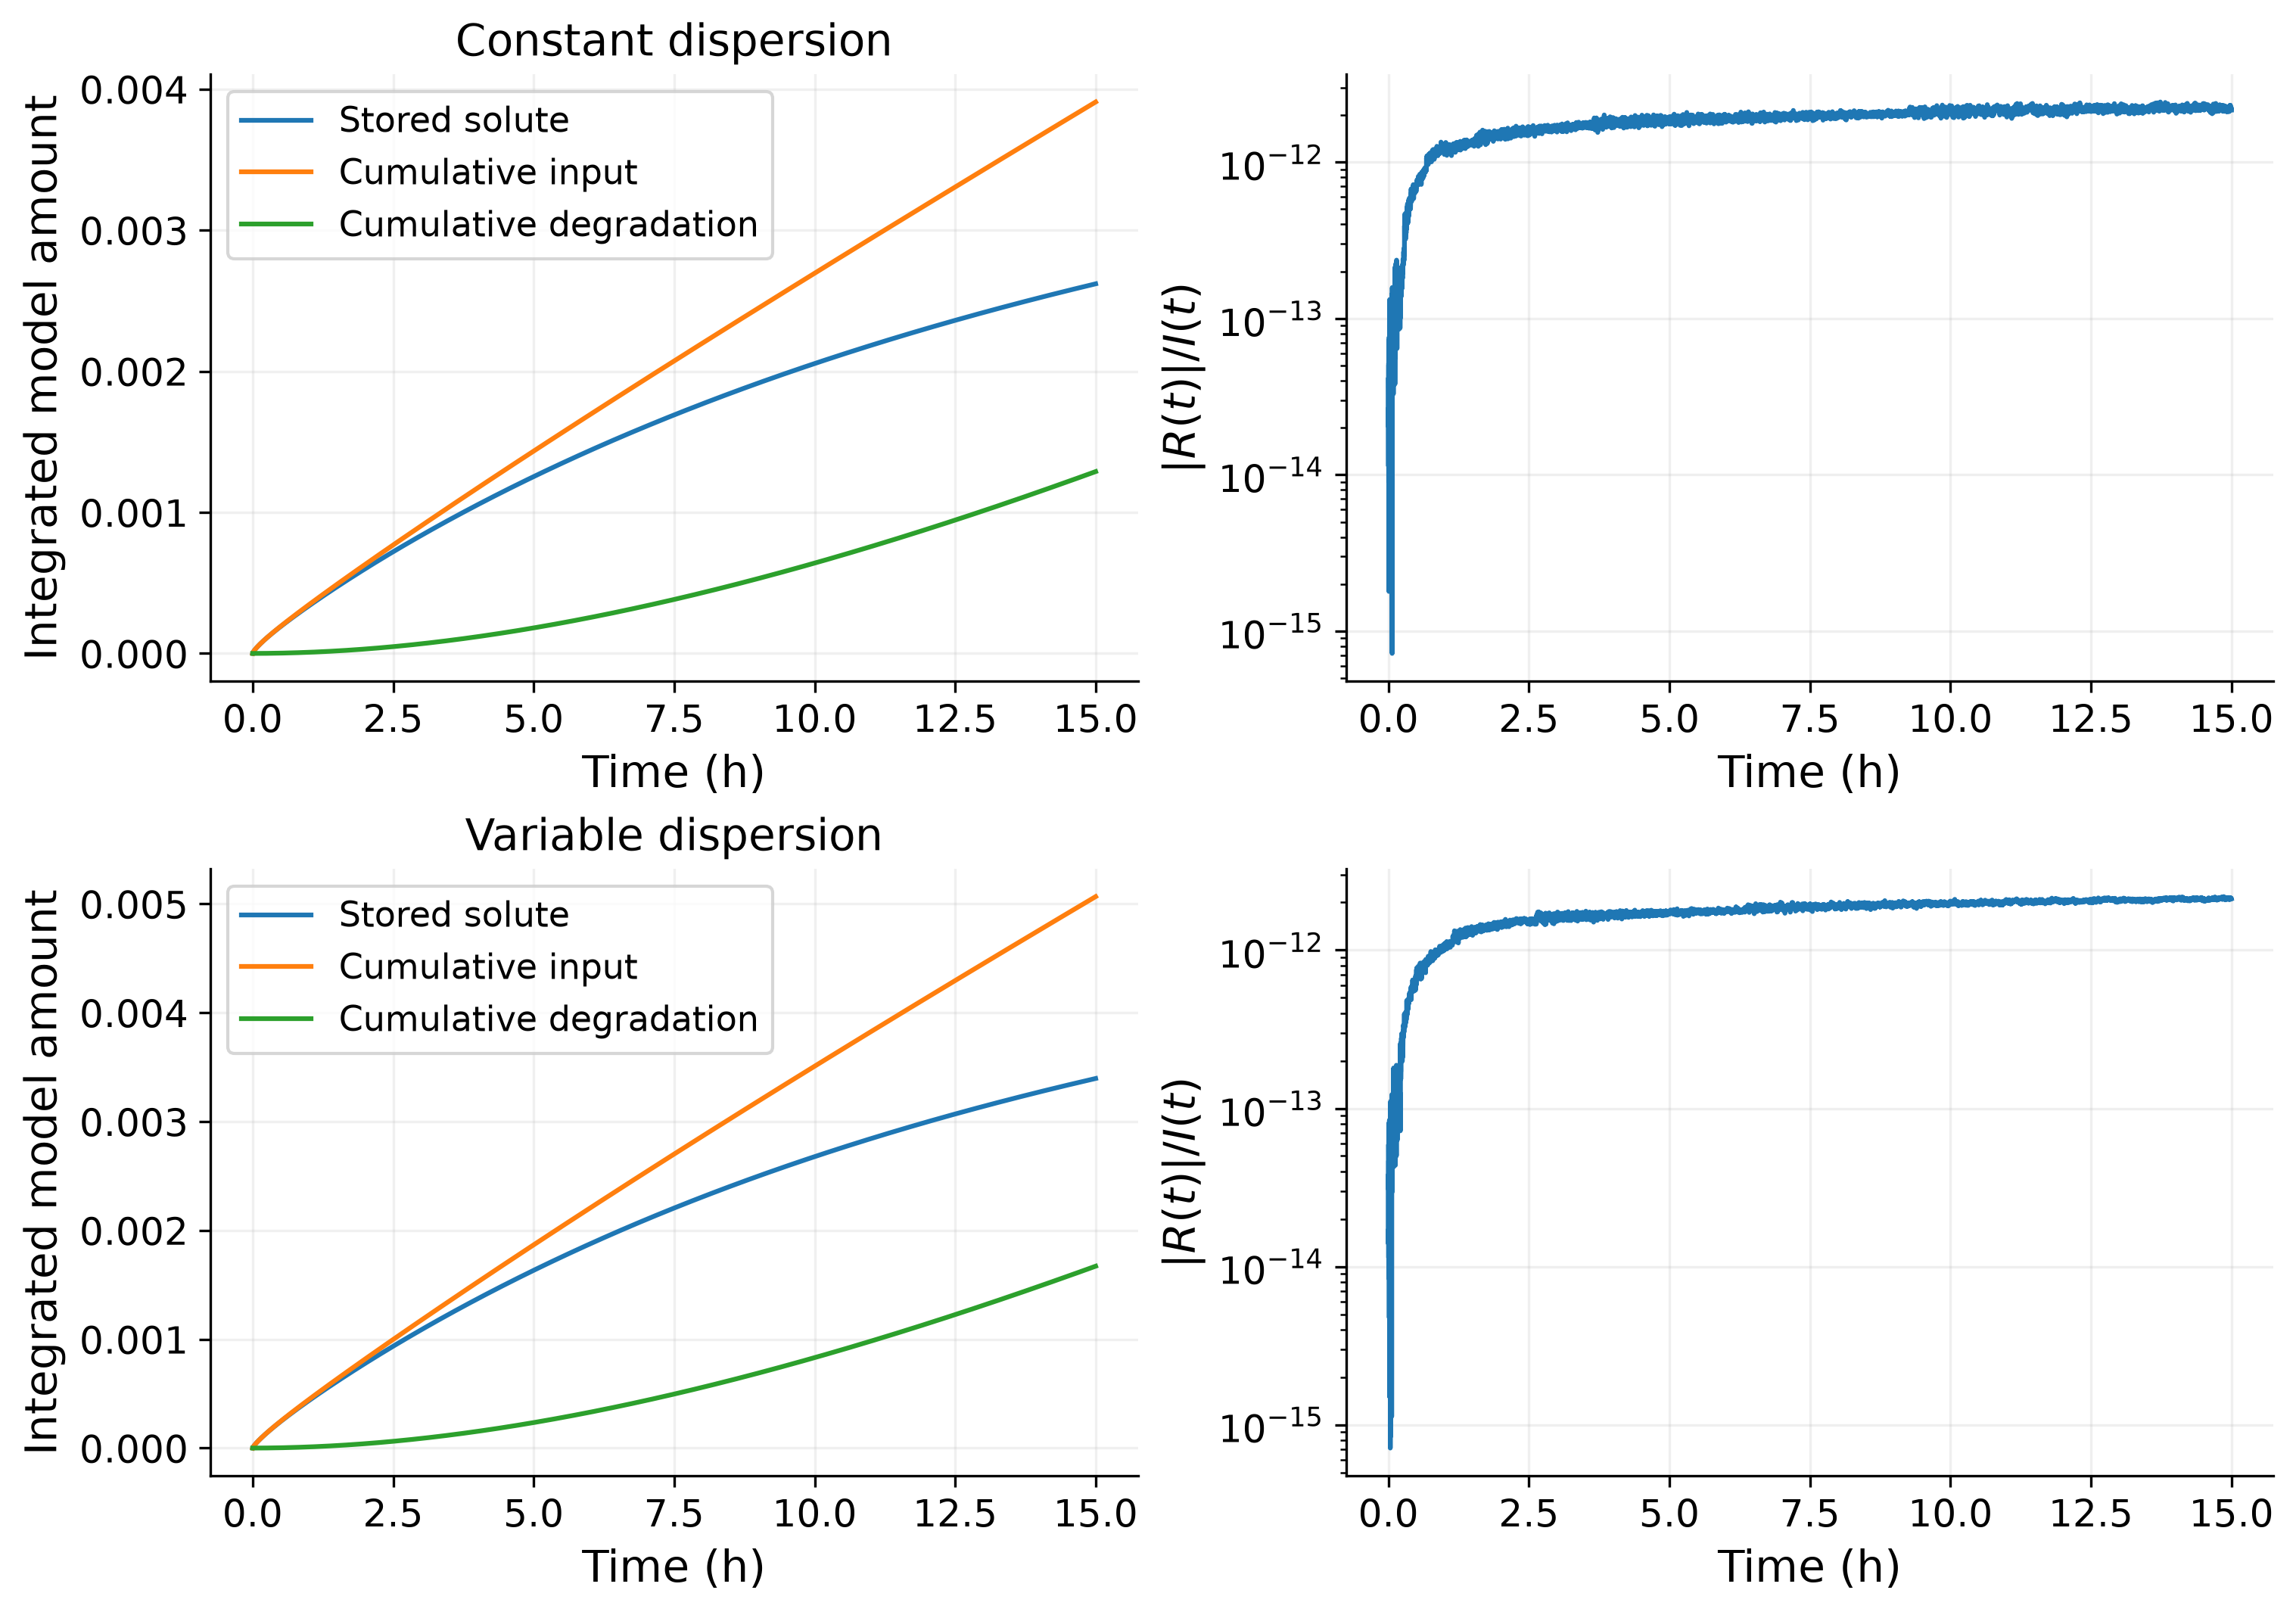 Constant dispersion
Integrated model amount
0.004
0.003
0.002
0.001
0.000
Stored solute
Cumulative input
Cumulative degradation
0.0 2.5 5.0 7.5 10.0 12.5 15.0
Time (h)
|R(t)|/I(t)
10⁻¹²
10⁻¹³
10⁻¹⁴
10⁻¹⁵
0.0 2.5 5.0 7.5 10.0 12.5 15.0
Time (h)
Variable dispersion
Integrated model amount
0.005
0.004
0.003
0.002
0.001
0.000
Stored solute
Cumulative input
Cumulative degradation
0.0 2.5 5.0 7.5 10.0 12.5 15.0
Time (h)
|R(t)|/I(t)
10⁻¹²
10⁻¹³
10⁻¹⁴
10⁻¹⁵
0.0 2.5 5.0 7.5 10.0 12.5 15.0
Time (h)